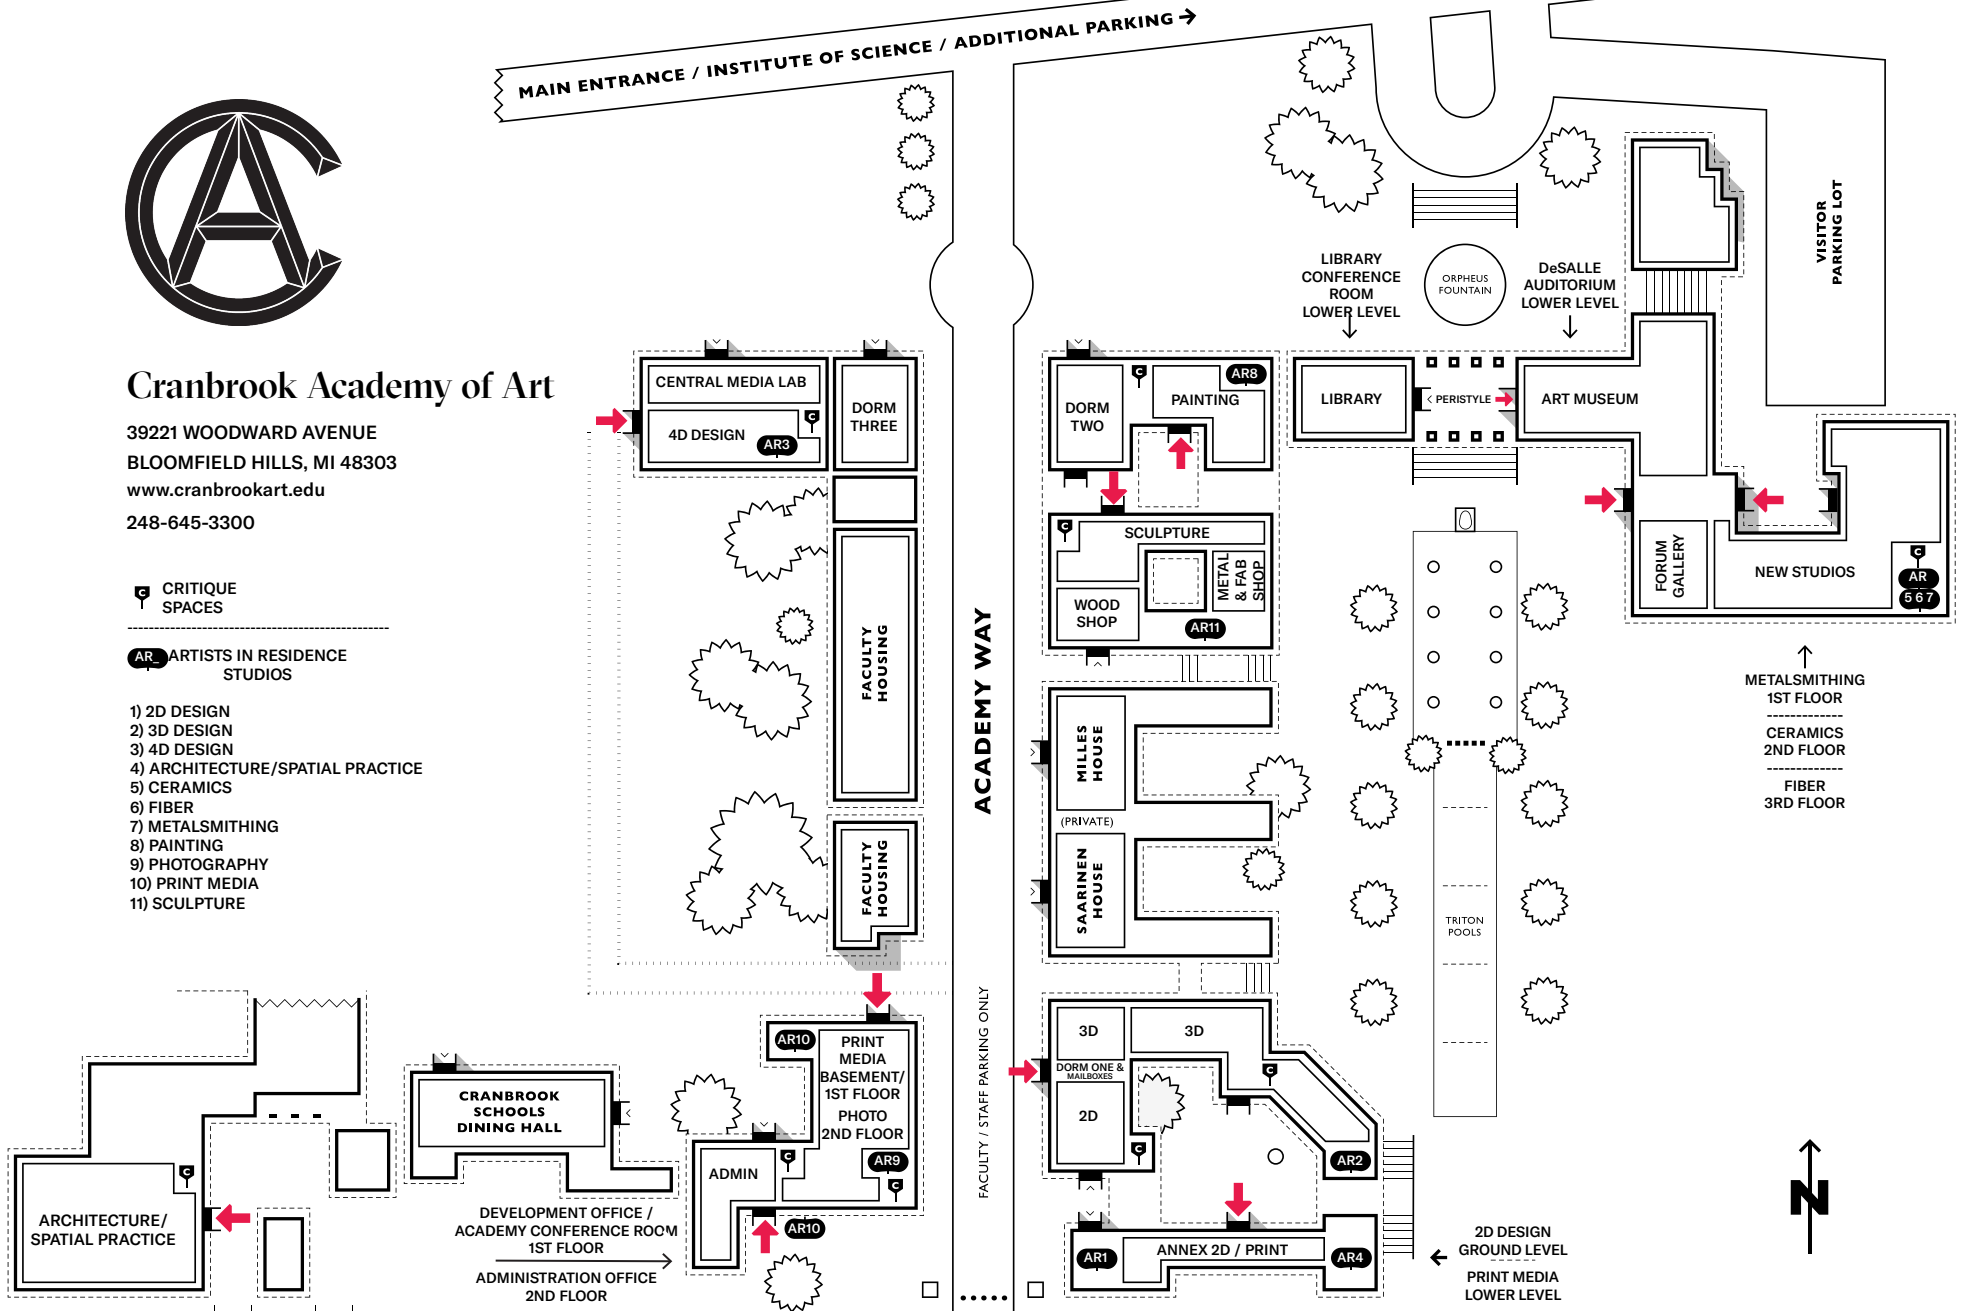 MAIN ENTRANCE / INSTITUTE OF SCIENCE / ADDITIONAL PARKING →
Cranbrook Academy of Art
39221 WOODWARD AVENUE
BLOOMFIELD HILLS, MI 48303
www.cranbrookart.edu
248-645-3300
C CRITIQUE
SPACES
AR_ ARTISTS IN RESIDENCE
STUDIOS
1) 2D DESIGN
2) 3D DESIGN
3) 4D DESIGN
4) ARCHITECTURE/SPATIAL PRACTICE
5) CERAMICS
6) FIBER
7) METALSMITHING
8) PAINTING
9) PHOTOGRAPHY
10) PRINT MEDIA
11) SCULPTURE
CENTRAL MEDIA LAB
4D DESIGN
C
AR3
DORM
THREE
FACULTY
HOUSING
FACULTY
HOUSING
ACADEMY WAY
FACULTY / STAFF PARKING ONLY
DORM
TWO
C
PAINTING
AR8
C
SCULPTURE
METAL
& FAB
SHOP
WOOD
SHOP
AR11
MILLES
HOUSE
(PRIVATE)
SAARINEN
HOUSE
LIBRARY
CONFERENCE
ROOM
LOWER LEVEL
ORPHEUS
FOUNTAIN
DeSALLE
AUDITORIUM
LOWER LEVEL
LIBRARY
PERISTYLE
ART MUSEUM
VISITOR
PARKING LOT
FORUM
GALLERY
NEW STUDIOS
C
AR
5 6 7
METALSMITHING
1ST FLOOR
CERAMICS
2ND FLOOR
FIBER
3RD FLOOR
TRITON
POOLS
3D
3D
DORM ONE &
MAILBOXES
2D
C
C
AR2
AR1
ANNEX 2D / PRINT
AR4
2D DESIGN
GROUND LEVEL
PRINT MEDIA
LOWER LEVEL
N
AR10
PRINT
MEDIA
BASEMENT/
1ST FLOOR
PHOTO
2ND FLOOR
ADMIN
C
AR9
C
AR10
CRANBROOK
SCHOOLS
DINING HALL
DEVELOPMENT OFFICE /
ACADEMY CONFERENCE ROOM
1ST FLOOR
ADMINISTRATION OFFICE
2ND FLOOR
C
ARCHITECTURE/
SPATIAL PRACTICE